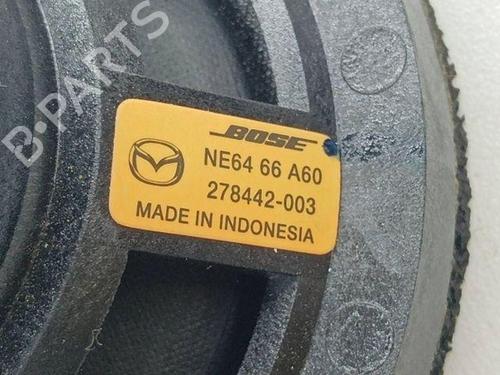 B-PARTS
BOSE
NE64 66 A60
278442-003
MADE IN INDONESIA